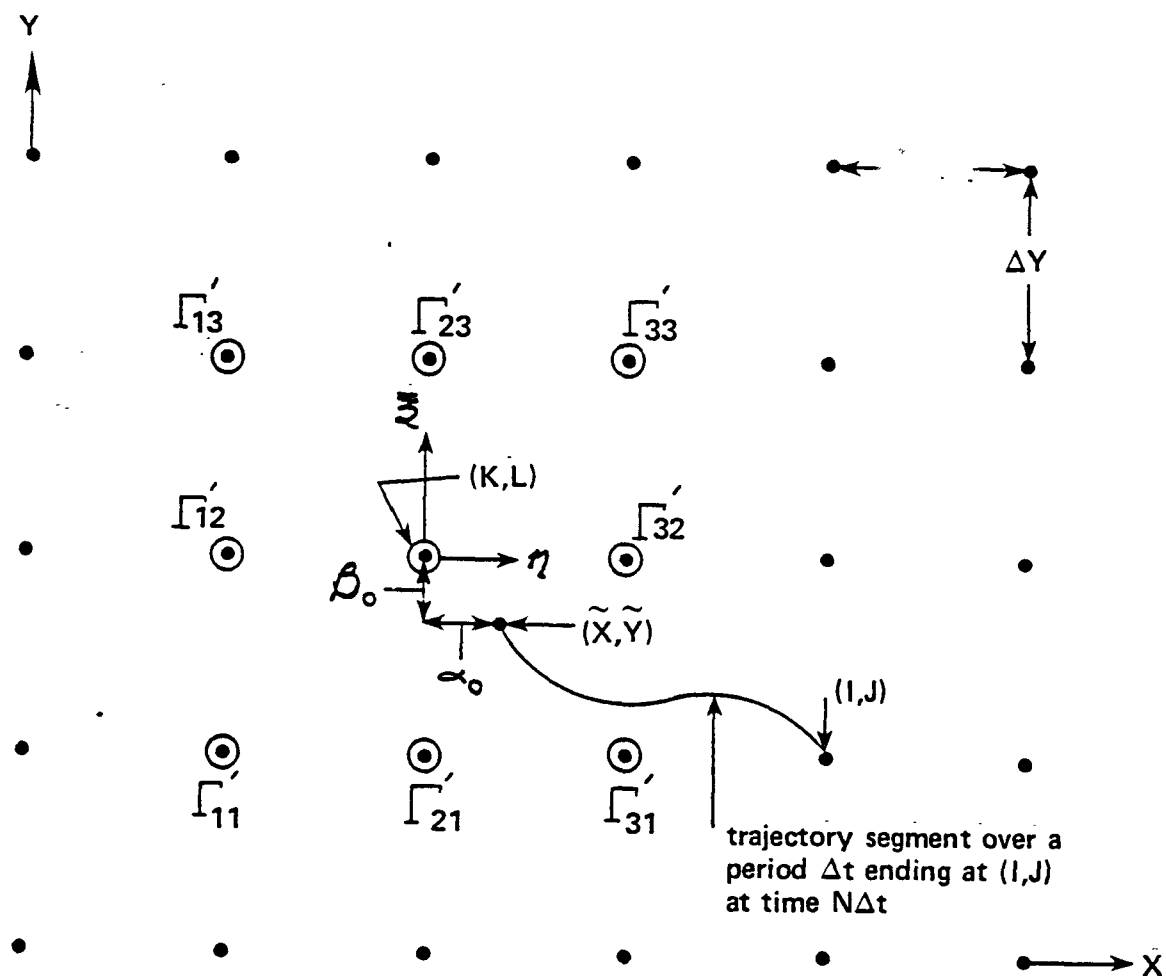 Y
ΔY
Γ′13
Γ′23
Γ′33
ξ
(K,L)
Γ′12
Γ′32
η
β₀
(X̃,Ỹ)
α₀
(I,J)
Γ′11
Γ′21
Γ′31
trajectory segment over a
period Δt ending at (I,J)
at time NΔt
X